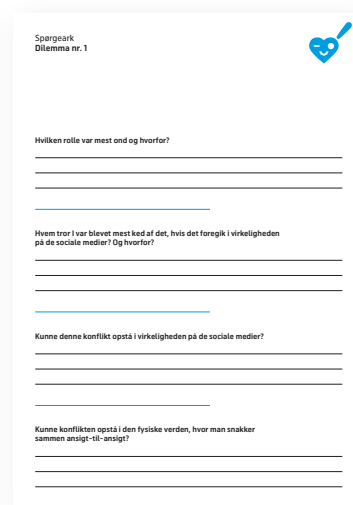 Spørgeark
Dilemma nr. 1
Hvilken rolle var mest ond og hvorfor?
Hvem tror I var blevet mest ked af det, hvis det foregik i virkeligheden
på de sociale medier? Og hvorfor?
Kunne denne konflikt opstå i virkeligheden på de sociale medier?
Kunne konflikten opstå i den fysiske verden, hvor man snakker
sammen ansigt-til-ansigt?